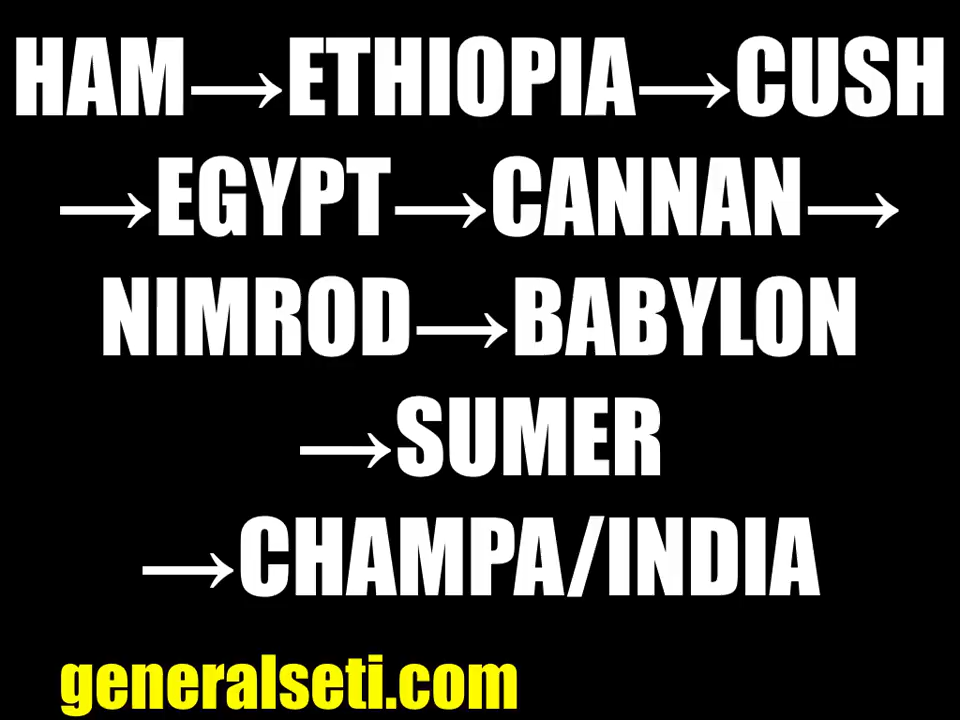 HAM→ETHIOPIA→CUSH
→EGYPT→CANNAN→
NIMROD→BABYLON
→SUMER
→CHAMPA/INDIA
generalseti.com